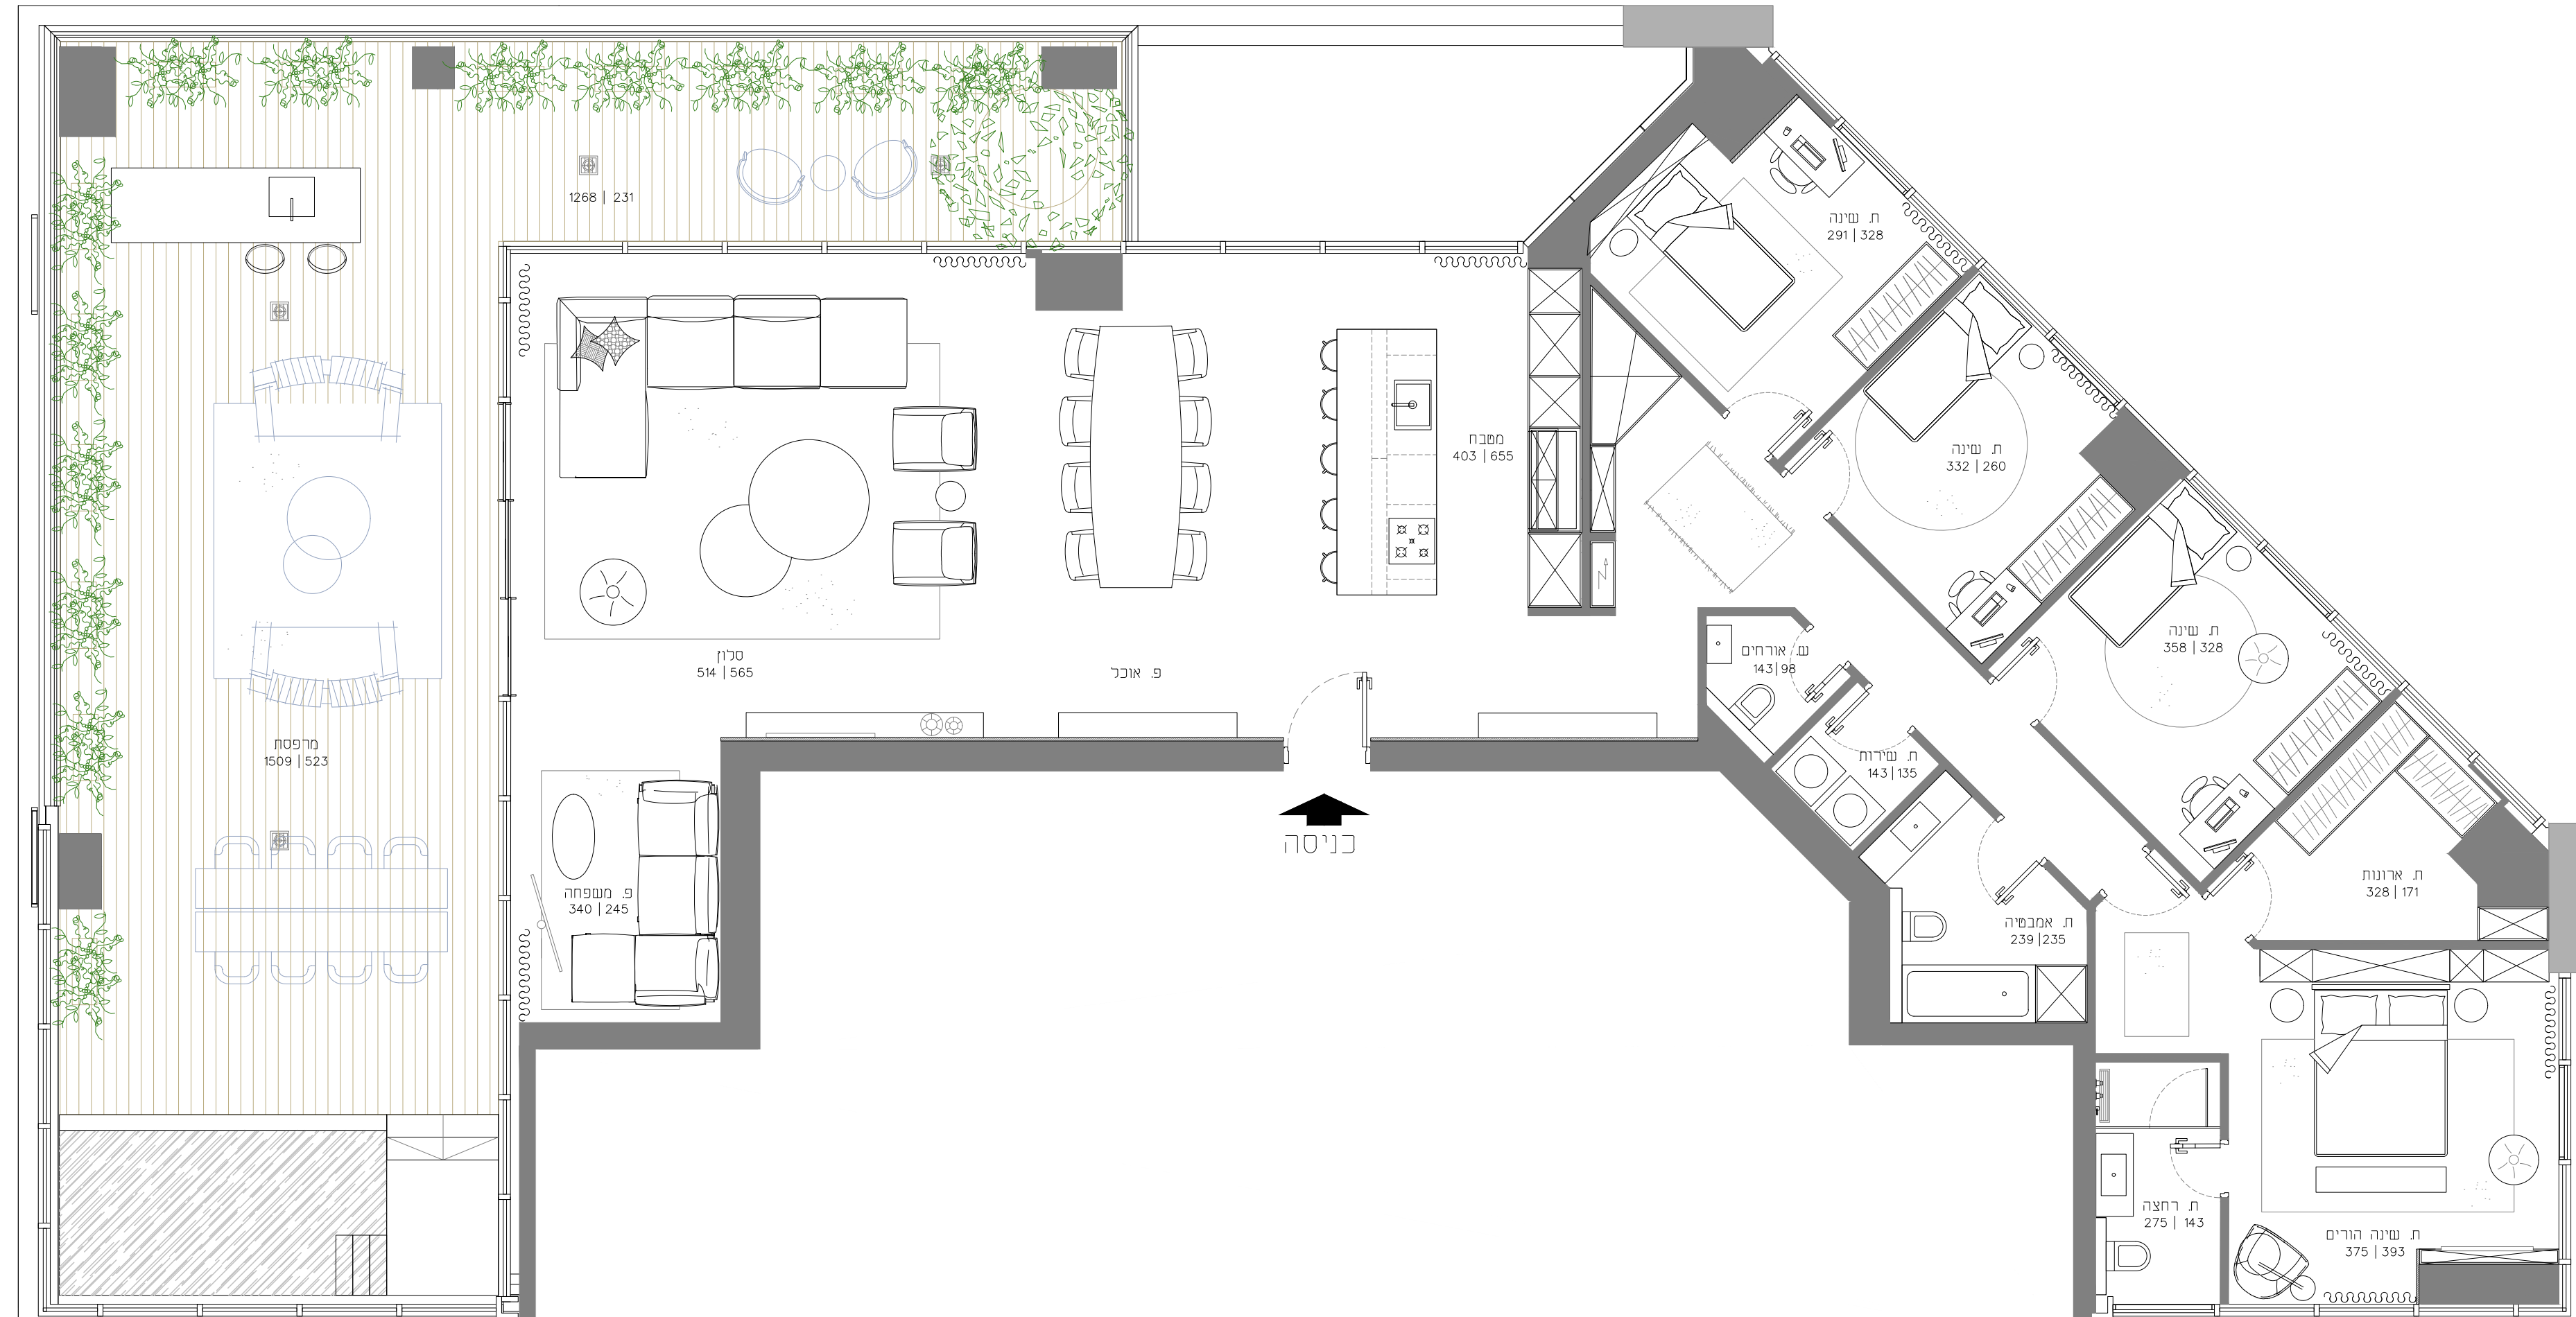 1268 | 231
ח. שינה
291 | 328
ח. שינה
332 | 260
מטבח
403 | 655
ח. שינה
358 | 328
ש. אורחים
143 | 98
סלון
514 | 565
פ. אוכל
מרפסת
1509 | 523
ח. שירות
143 | 135
כניסה
פ. משפחה
340 | 245
ח. ארונות
328 | 171
ח. אמבטיה
239 | 235
ח. רחצה
275 | 143
ח. שינה הורים
375 | 393